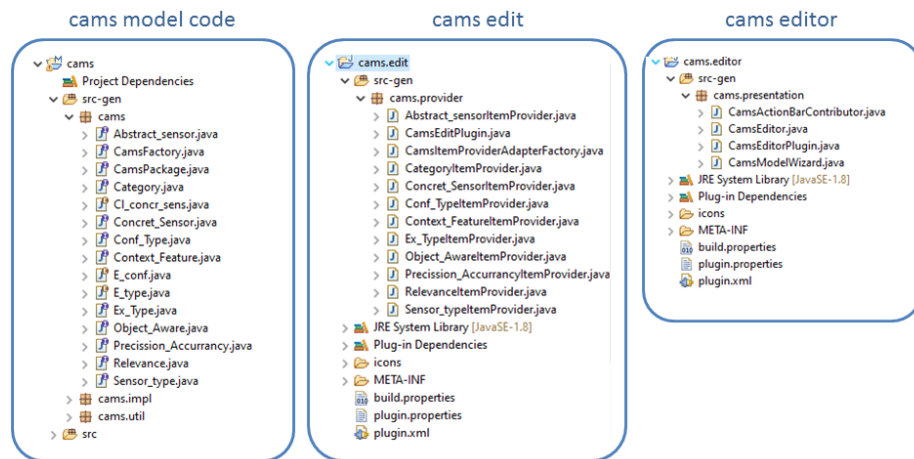 cams model code
cams
Project Dependencies
src-gen
cams
Abstract_sensor.java
CamsFactory.java
CamsPackage.java
Category.java
Cl_concr_sens.java
Concret_Sensor.java
Conf_Type.java
Context_Feature.java
E_conf.java
E_type.java
Ex_Type.java
Object_Aware.java
Precission_Accurrancy.java
Relevance.java
Sensor_type.java
cams.impl
cams.util
src
cams edit
cams.edit
src-gen
cams.provider
Abstract_sensorItemProvider.java
CamsEditPlugin.java
CamsItemProviderAdapterFactory.java
CategoryItemProvider.java
Concret_SensorItemProvider.java
Conf_TypeItemProvider.java
Context_FeatureItemProvider.java
Ex_TypeItemProvider.java
Object_AwareItemProvider.java
Precission_AccurrancyItemProvider.java
RelevanceItemProvider.java
Sensor_typeItemProvider.java
JRE System Library [JavaSE-1.8]
Plug-in Dependencies
icons
META-INF
build.properties
plugin.properties
plugin.xml
cams editor
cams.editor
src-gen
cams.presentation
CamsActionBarContributor.java
CamsEditor.java
CamsEditorPlugin.java
CamsModelWizard.java
JRE System Library [JavaSE-1.8]
Plug-in Dependencies
icons
META-INF
build.properties
plugin.properties
plugin.xml